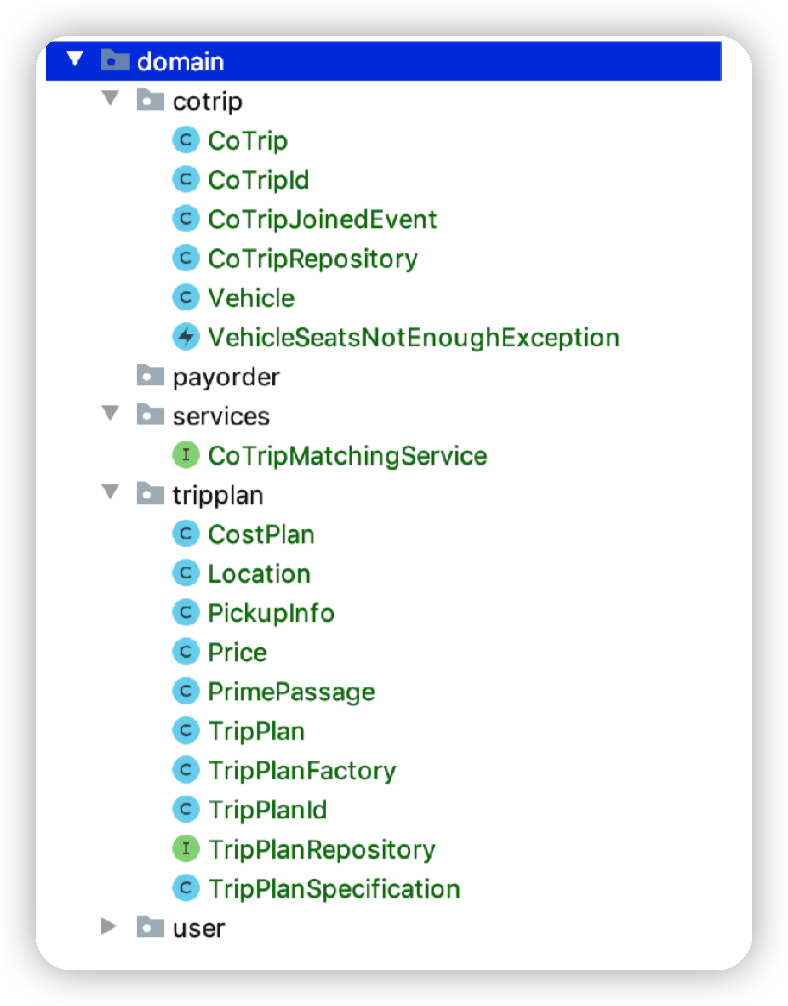 domain
cotrip
C CoTrip
C CoTripId
C CoTripJoinedEvent
C CoTripRepository
C Vehicle
VehicleSeatsNotEnoughException
payorder
services
I CoTripMatchingService
tripplan
C CostPlan
C Location
C PickupInfo
C Price
C PrimePassage
C TripPlan
C TripPlanFactory
C TripPlanId
I TripPlanRepository
C TripPlanSpecification
user